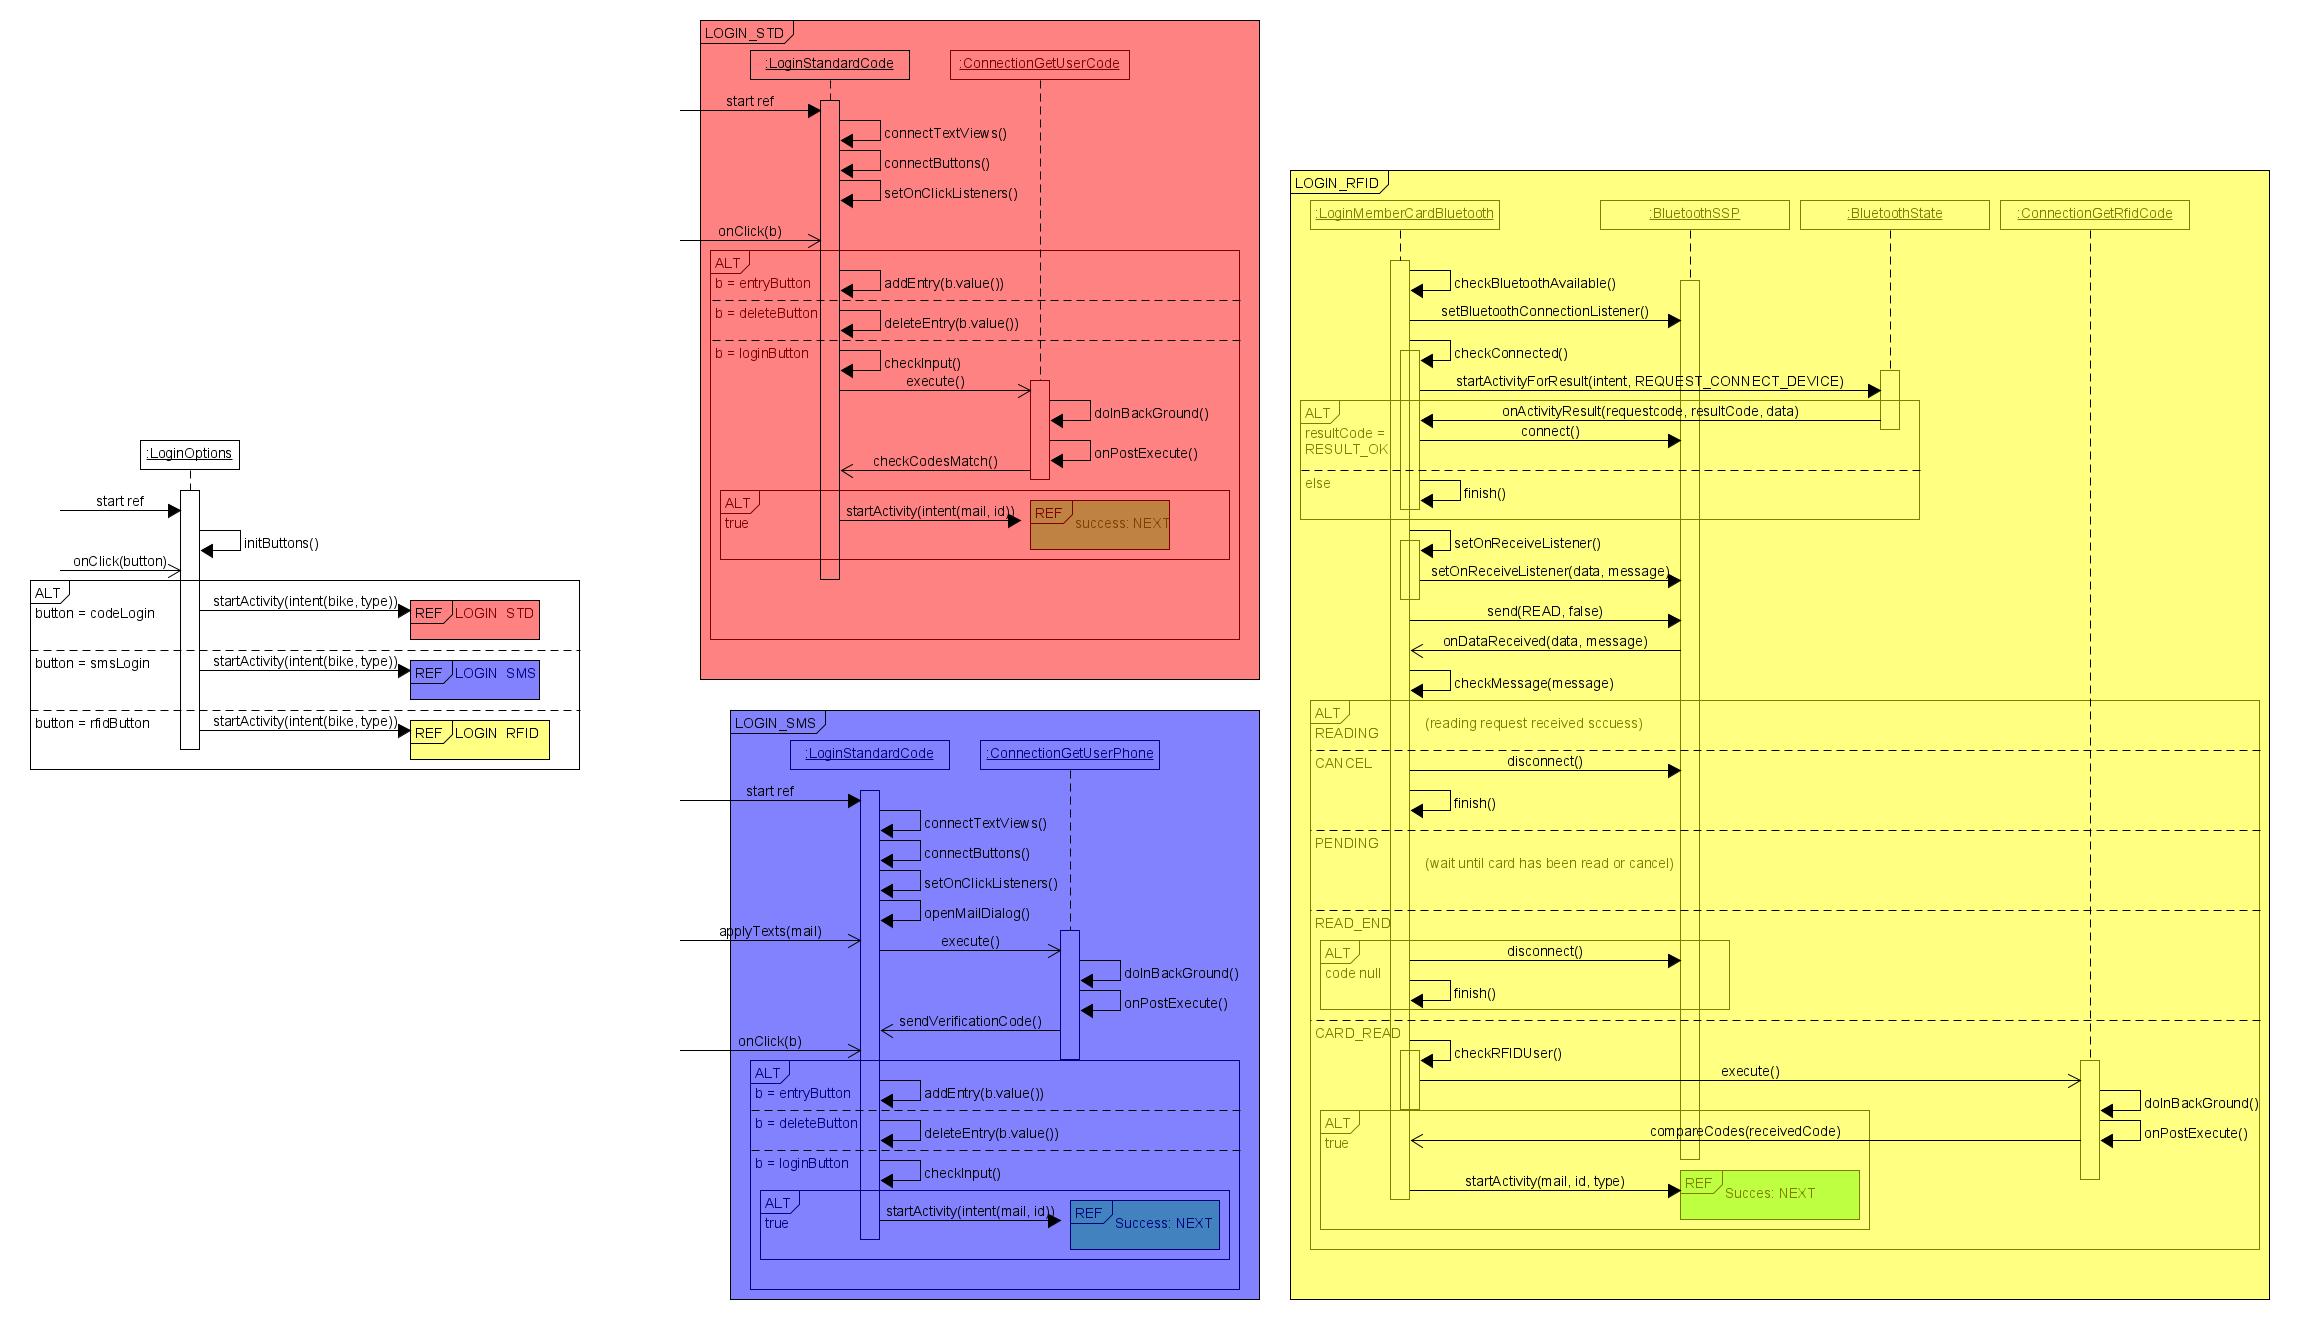 :LoginOptions
start ref
initButtons()
onClick(button)
ALT
button = codeLogin
startActivity(intent(bike, type))
REF
LOGIN_STD
button = smsLogin
startActivity(intent(bike, type))
REF
LOGIN_SMS
button = rfidButton
startActivity(intent(bike, type))
REF
LOGIN_RFID
LOGIN_STD
:LoginStandardCode
:ConnectionGetUserCode
start ref
connectTextViews()
connectButtons()
setOnClickListeners()
onClick(b)
ALT
b = entryButton
addEntry(b.value())
b = deleteButton
deleteEntry(b.value())
b = loginButton
checkInput()
execute()
doInBackGround()
onPostExecute()
checkCodesMatch()
ALT
true
startActivity(intent(mail, id))
REF
success: NEXT
LOGIN_SMS
:LoginStandardCode
:ConnectionGetUserPhone
start ref
connectTextViews()
connectButtons()
setOnClickListeners()
openMailDialog()
applyTexts(mail)
execute()
doInBackGround()
onPostExecute()
sendVerificationCode()
onClick(b)
ALT
b = entryButton
addEntry(b.value())
b = deleteButton
deleteEntry(b.value())
b = loginButton
checkInput()
ALT
true
startActivity(intent(mail, id))
REF
Success: NEXT
LOGIN_RFID
:LoginMemberCardBluetooth
:BluetoothSSP
:BluetoothState
:ConnectionGetRfidCode
checkBluetoothAvailable()
setBluetoothConnectionListener()
checkConnected()
startActivityForResult(intent, REQUEST_CONNECT_DEVICE)
ALT
onActivityResult(requestcode, resultCode, data)
resultCode =
RESULT_OK
connect()
else
finish()
setOnReceiveListener()
setOnReceiveListener(data, message)
send(READ, false)
onDataReceived(data, message)
checkMessage(message)
ALT
READING
(reading request received sccuess)
CANCEL
disconnect()
finish()
PENDING
(wait until card has been read or cancel)
READ_END
ALT
code null
disconnect()
finish()
CARD_READ
checkRFIDUser()
execute()
doInBackGround()
onPostExecute()
ALT
true
compareCodes(receivedCode)
startActivity(mail, id, type)
REF
Succes: NEXT